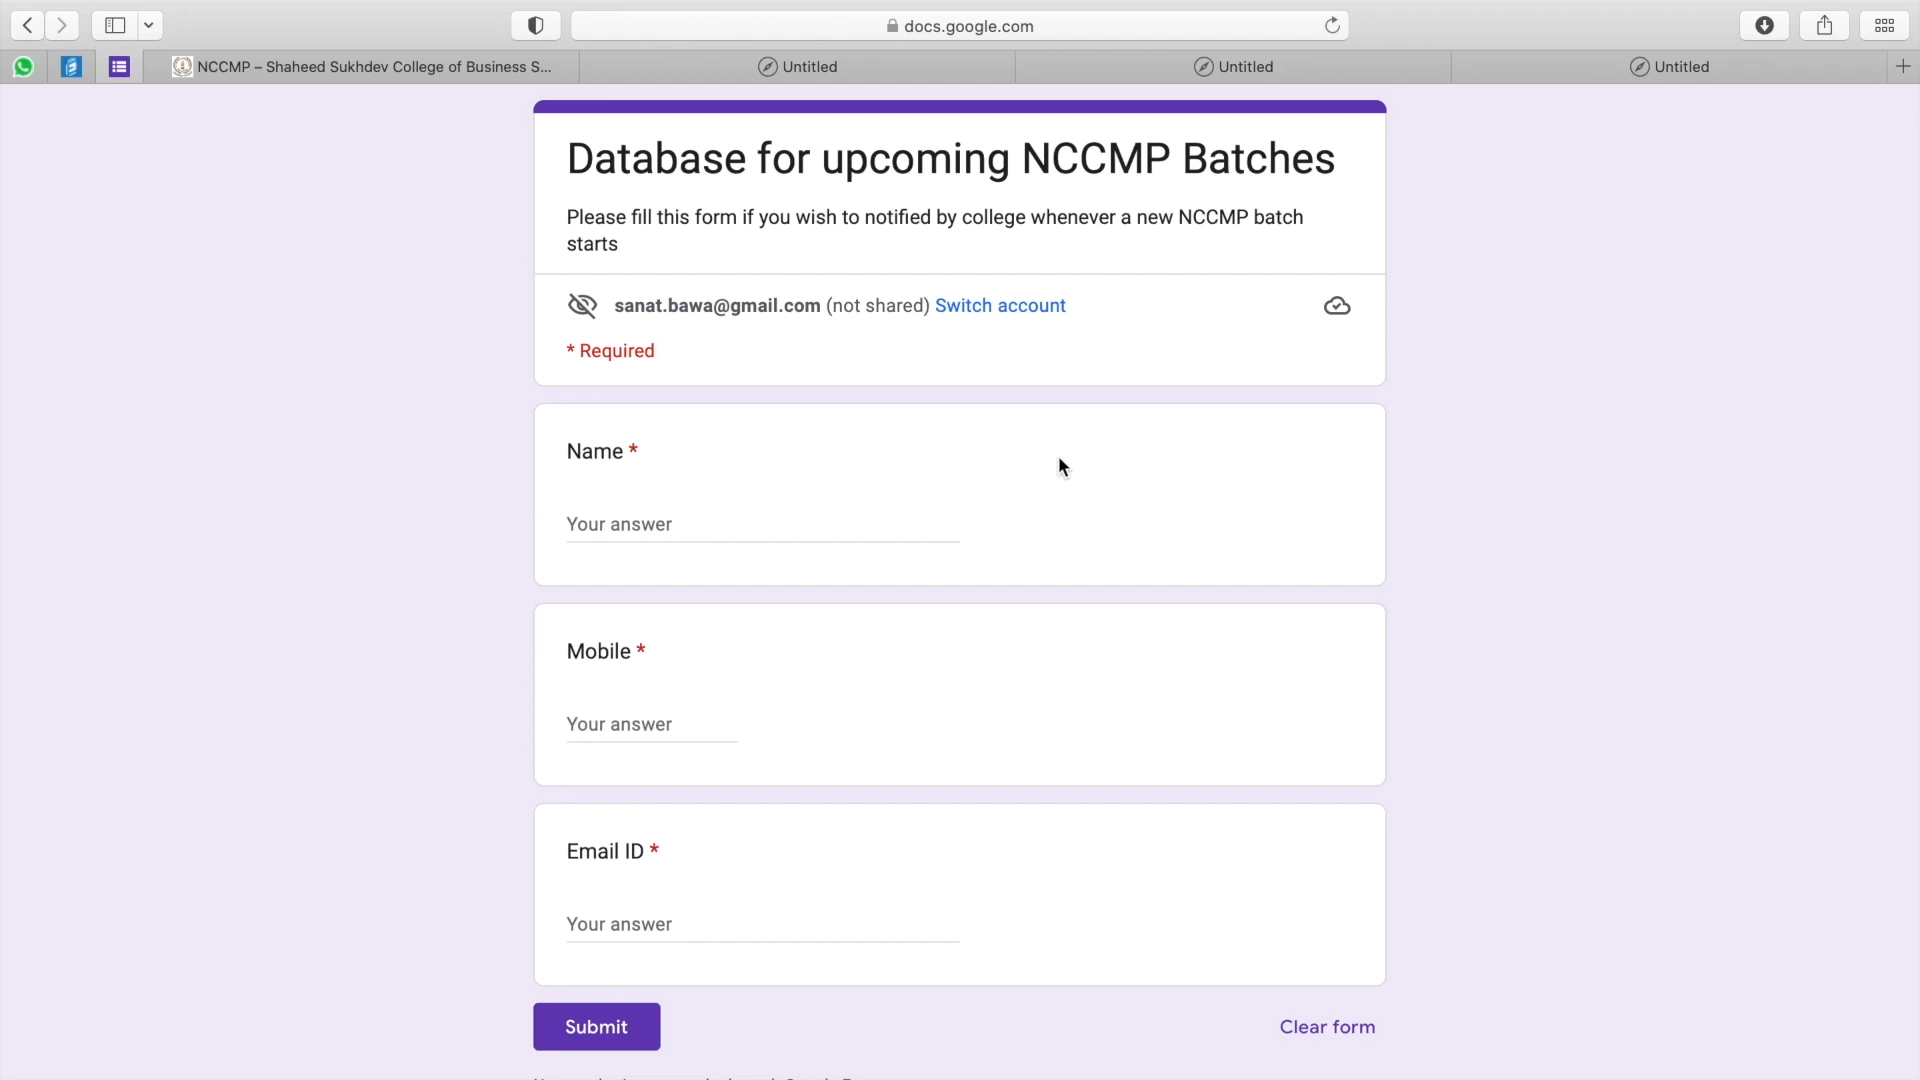 docs.google.com
NCCMP – Shaheed Sukhdev College of Business S...
Untitled
Untitled
Untitled
Database for upcoming NCCMP Batches
Please fill this form if you wish to notified by college whenever a new NCCMP batch
starts
sanat.bawa@gmail.com (not shared) Switch account
* Required
Name *
Your answer
Mobile *
Your answer
Email ID *
Your answer
Submit
Clear form